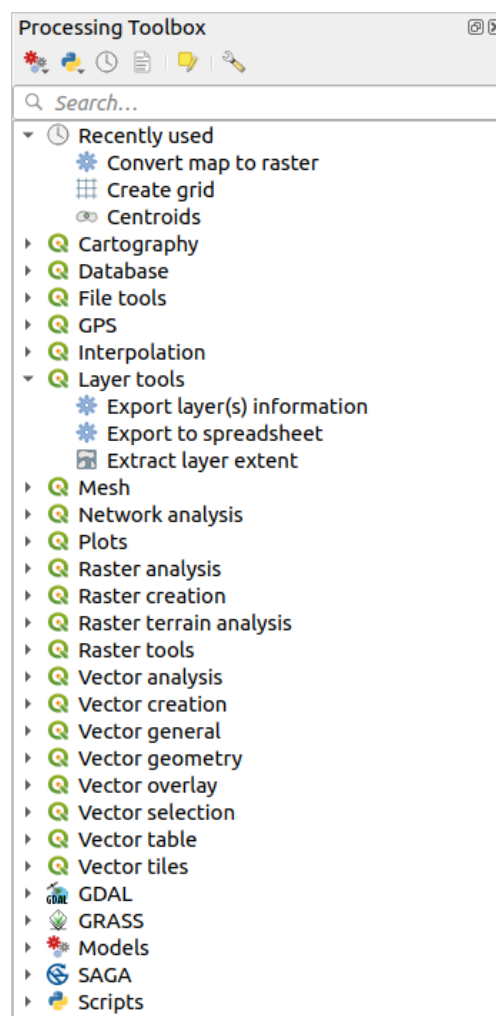 Processing Toolbox
Search...
Recently used
Convert map to raster
Create grid
Centroids
Cartography
Database
File tools
GPS
Interpolation
Layer tools
Export layer(s) information
Export to spreadsheet
Extract layer extent
Mesh
Network analysis
Plots
Raster analysis
Raster creation
Raster terrain analysis
Raster tools
Vector analysis
Vector creation
Vector general
Vector geometry
Vector overlay
Vector selection
Vector table
Vector tiles
GDAL GDAL
GRASS
Models
SAGA
Scripts